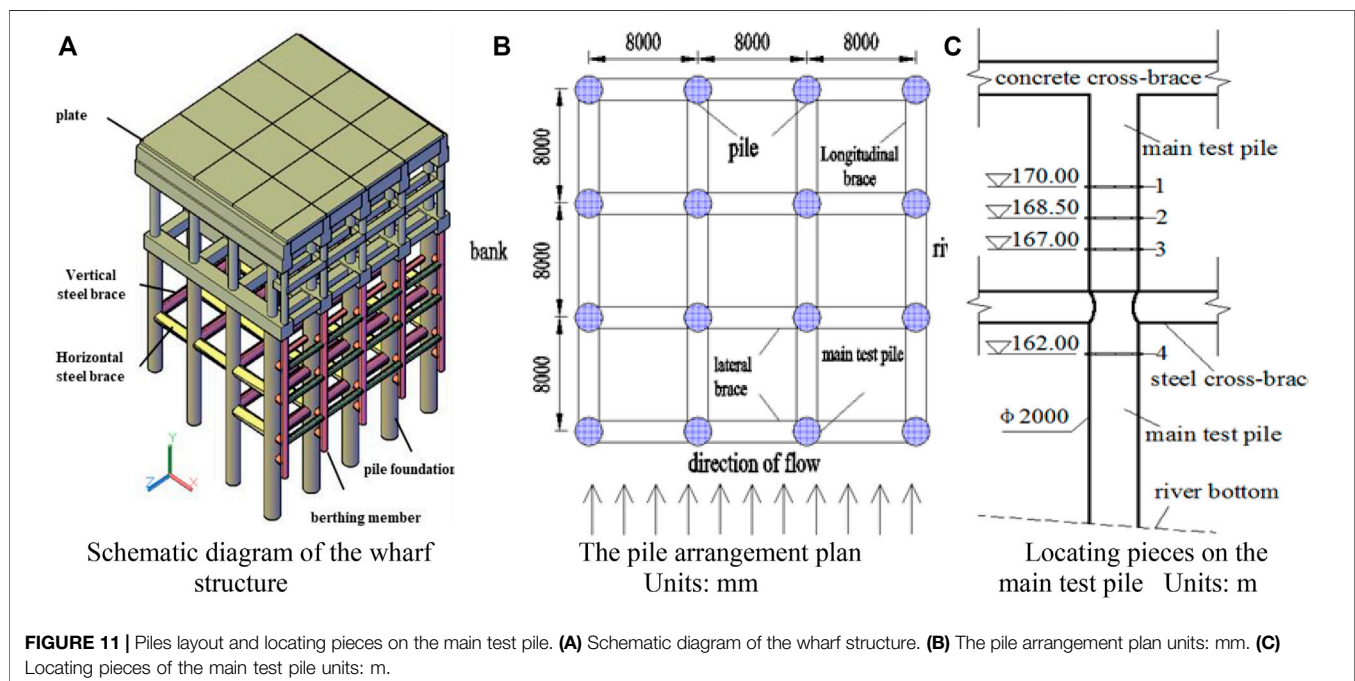 A
plate
Vertical
steel brace
Horizontal
steel brace
pile foundation
berthing member
Y
Z
X
Schematic diagram of the wharf
structure
B
8000
8000
8000
8000
8000
8000
pile
Longitudinal
brace
bank
lateral
brace
main test pile
direction of flow
The pile arrangement plan
Units: mm
C
concrete cross-brace
main test pile
170.00
1
168.50
2
167.00
3
162.00
4
steel cross-brac
Φ 2000
main test pile
river bottom
Locating pieces on the
main test pile Units: m
FIGURE 11 | Piles layout and locating pieces on the main test pile. (A) Schematic diagram of the wharf structure. (B) The pile arrangement plan units: mm. (C)
Locating pieces of the main test pile units: m.